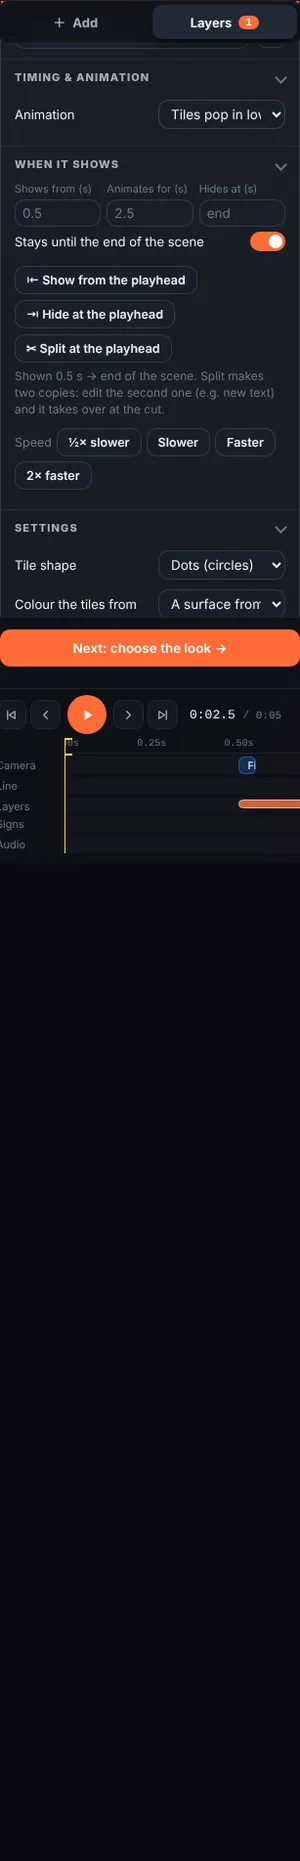 + Add
Layers 1
TIMING & ANIMATION
Animation
Tiles pop in lov
WHEN IT SHOWS
Shows from (s) Animates for (s) Hides at (s)
0.5 2.5 end
Stays until the end of the scene
⇤ Show from the playhead
⇥ Hide at the playhead
✂ Split at the playhead
Shown 0.5 s → end of the scene. Split makes
two copies: edit the second one (e.g. new text)
and it takes over at the cut.
Speed ½× slower Slower Faster
2× faster
SETTINGS
Tile shape Dots (circles)
Colour the tiles from A surface from
Next: choose the look →
0:02.5 / 0:05
0s 0.25s 0.50s
Camera
Line
Layers
Signs
Audio